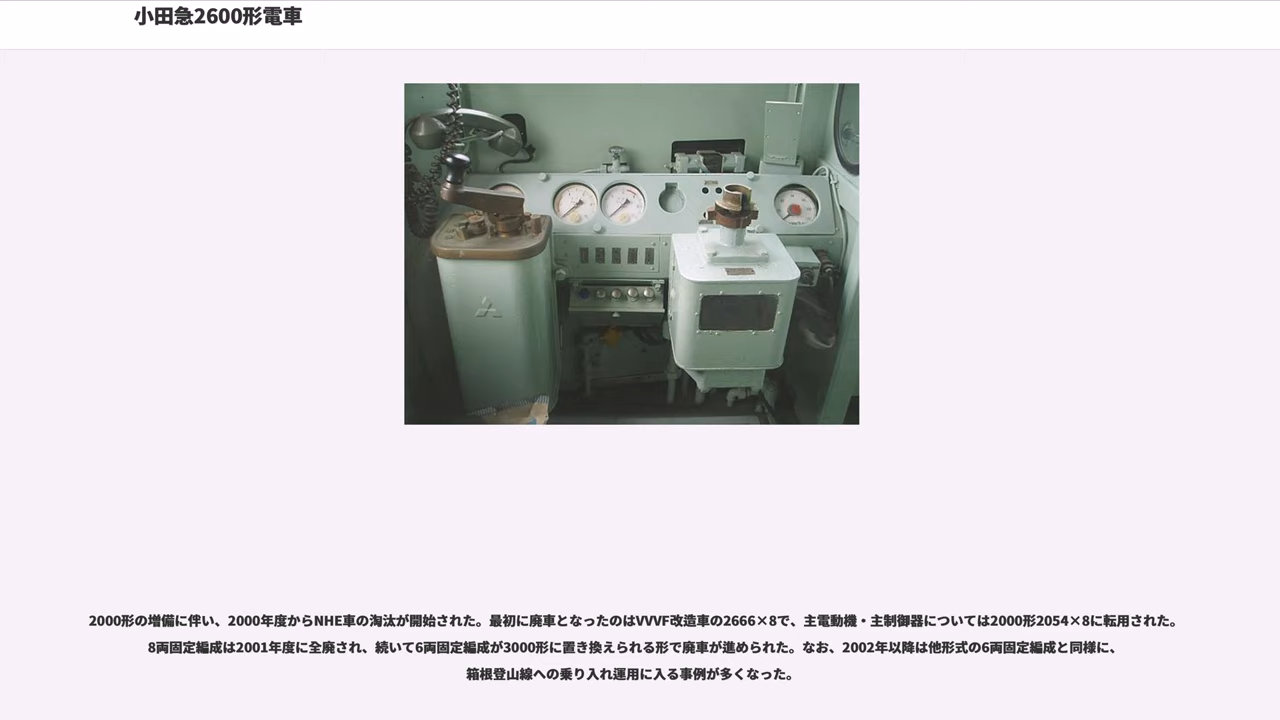 小田急2600形電車
2000形の増備に伴い、2000年度からNHE車の淘汰が開始された。最初に廃車となったのはVVVF改造車の2666×8で、主電動機・主制御器については2000形2054×8に転用された。
8両固定編成は2001年度に全廃され、続いて6両固定編成が3000形に置き換えられる形で廃車が進められた。なお、2002年以降は他形式の6両固定編成と同様に、
箱根登山線への乗り入れ運用に入る事例が多くなった。